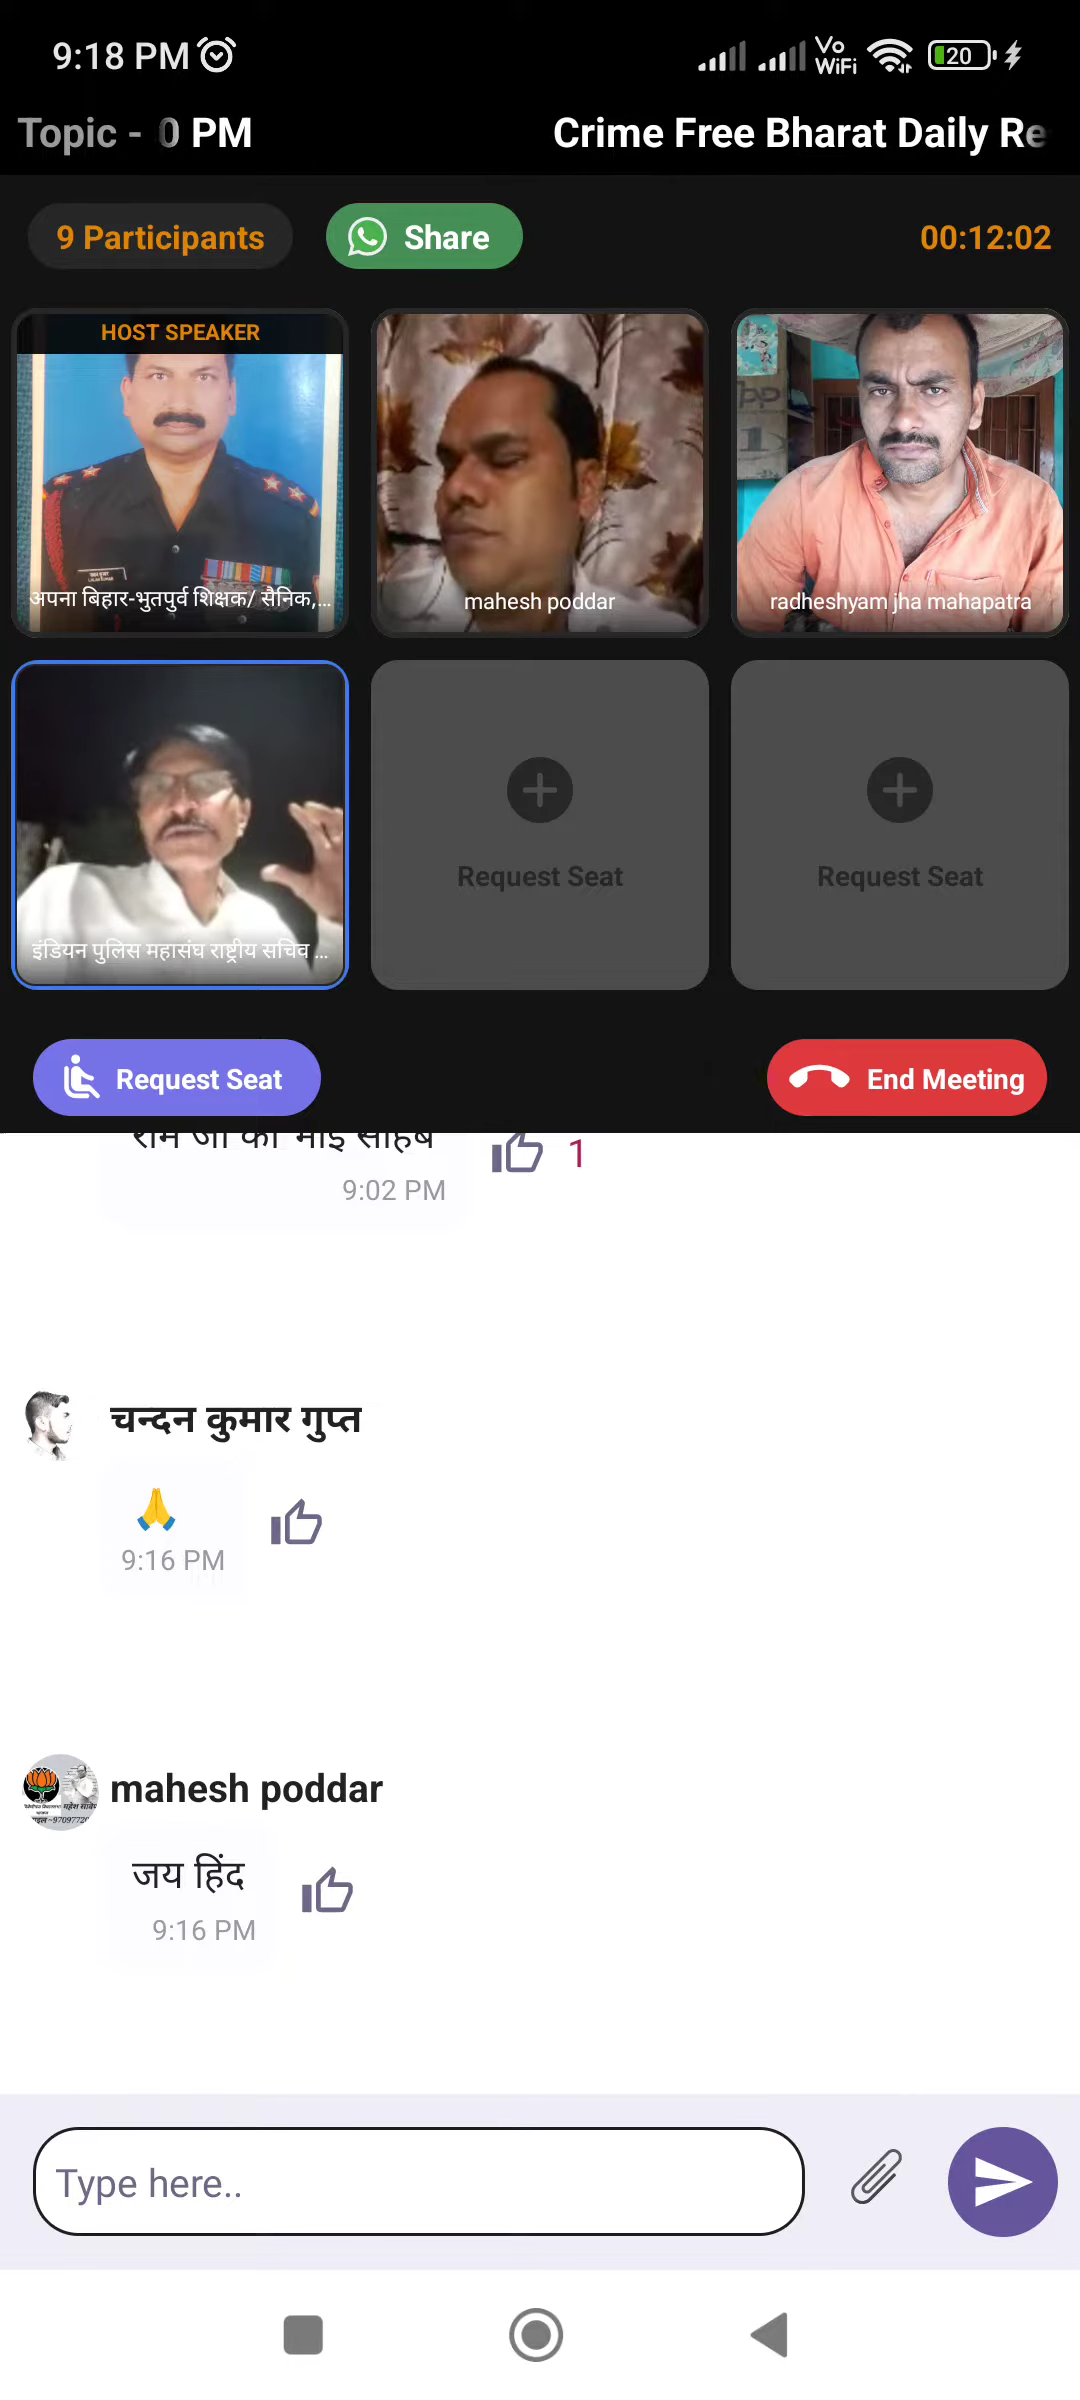 9:18 PM
Vo
WiFi
20
Topic - 0 PM Crime Free Bharat Daily Re
9 Participants
Share
00:12:02
HOST SPEAKER
अपना बिहार-भुतपुर्व शिक्षक/ सैनिक,...
mahesh poddar
radheshyam jha mahapatra
इंडियन पुलिस महासंघ राष्ट्रीय सचिव ...
Request Seat
Request Seat
Request Seat
End Meeting
राम जी की भाई साहब
1
9:02 PM
चन्दन कुमार गुप्त
🙏
9:16 PM
mahesh poddar
जय हिंद
9:16 PM
Type here..